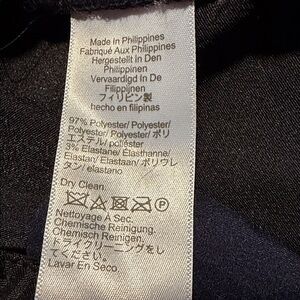 Made in Philippines
Fabriqué Aux Philippines
Hergestellt In Den
Philippinen
Vervaardigd In De
Filippijnen
フィリピン製
hecho en filipinas
97% Polyester/ Polyester/
Polyester/ Polyester/ ポリ
エステル/ poliéster
3% Elastane/ Elasthanne/
Elastan/ Elastaan/ ポリウレ
タン/ elastano
Dry Clean.
P
Nettoyage À Sec.
Chemische Reinigen.
Chemisch Reinigen.
ドライクリーニングをし
てください。
Lavar En Seco.